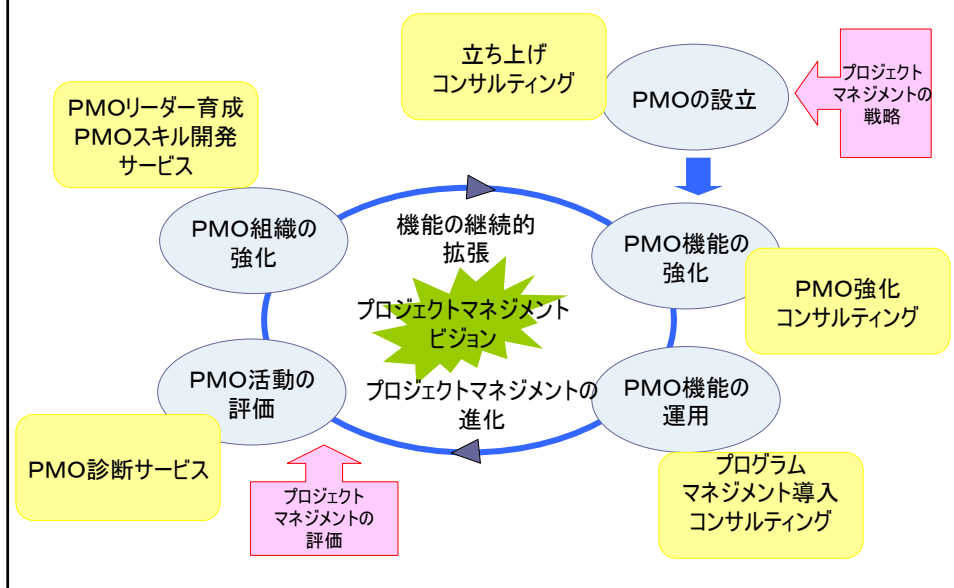 立ち上げ
コンサルティング
PMOの設立
プロジェクト
マネジメントの
戦略
PMOリーダー育成
PMOスキル開発
サービス
PMO組織の
強化
機能の継続的
拡張
PMO機能の
強化
PMO強化
コンサルティング
プロジェクトマネジメント
ビジョン
PMO活動の
評価
プロジェクトマネジメントの
進化
PMO機能の
運用
PMO診断サービス
プロジェクト
マネジメントの
評価
プログラム
マネジメント導入
コンサルティング